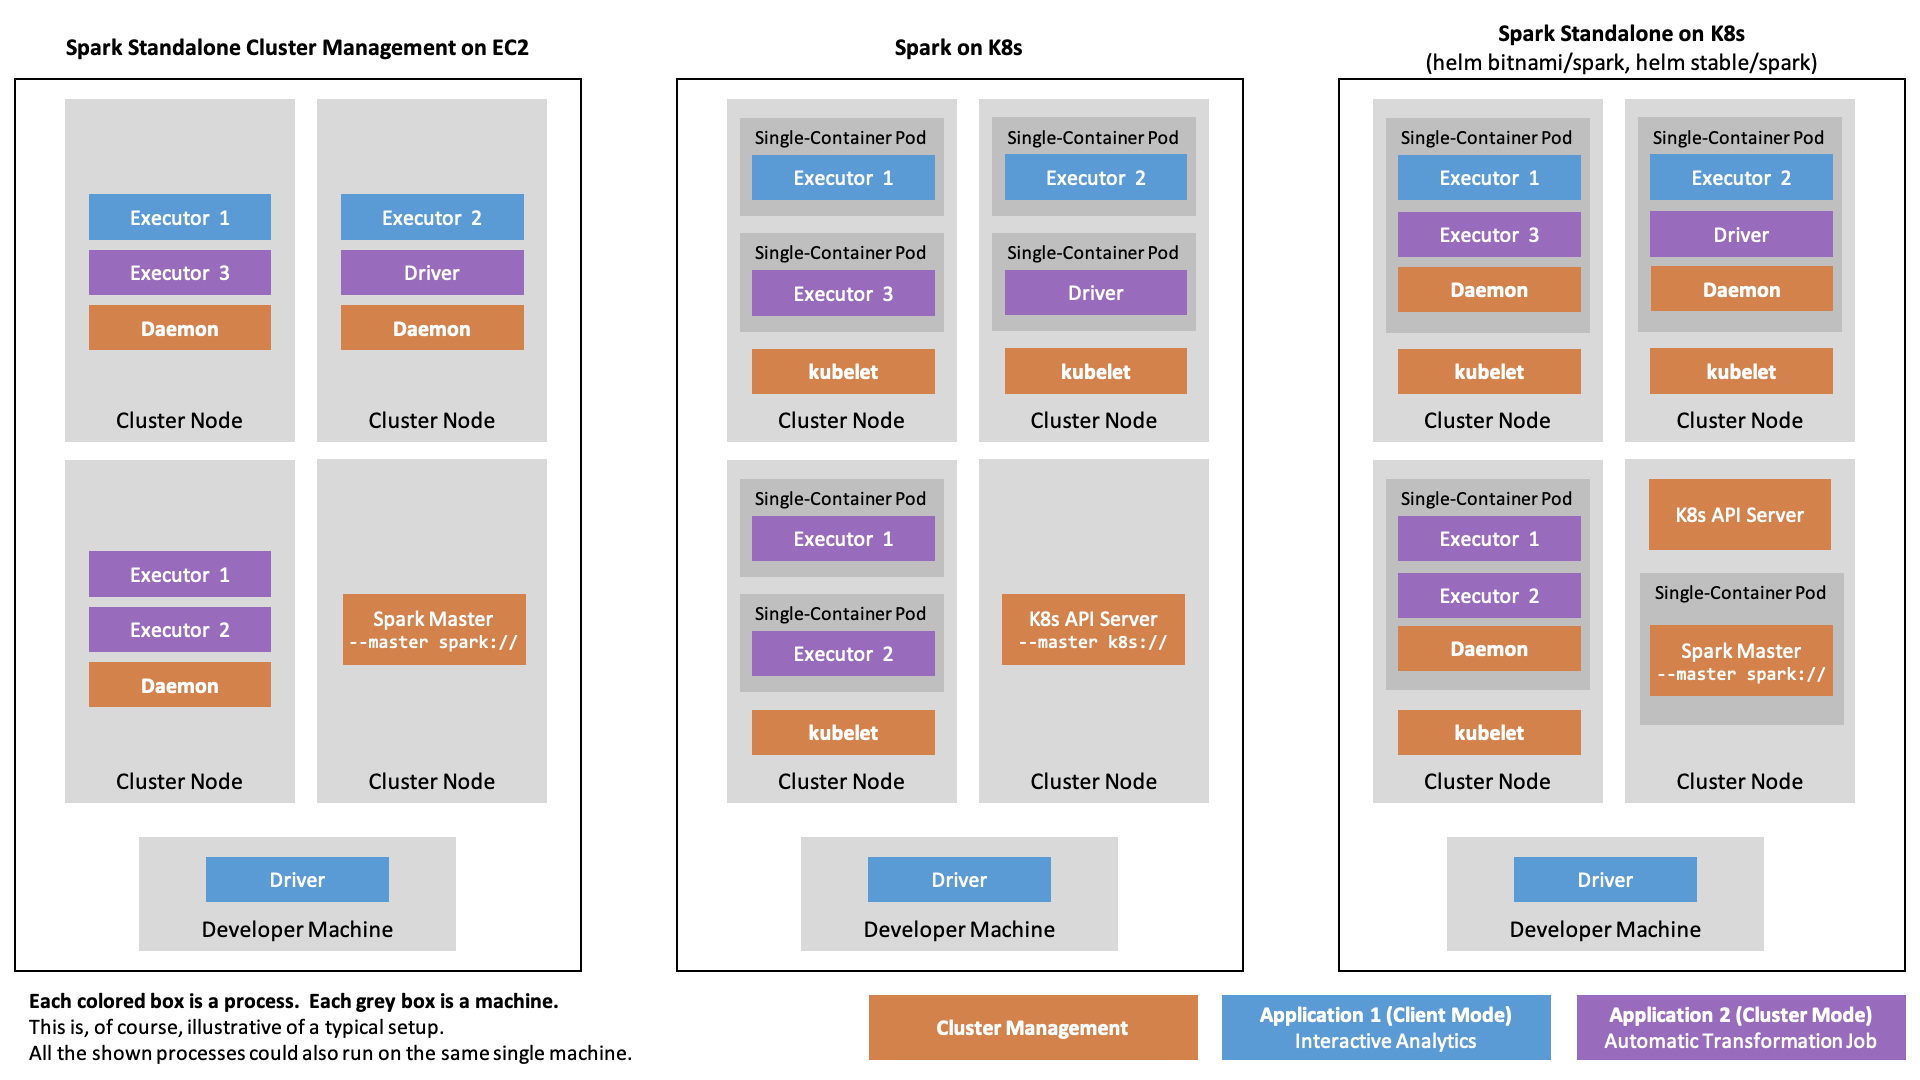 Spark Standalone Cluster Management on EC2
Executor 1
Executor 3
Daemon
Cluster Node
Executor 2
Driver
Daemon
Cluster Node
Executor 1
Executor 2
Daemon
Cluster Node
Spark Master
--master spark://
Cluster Node
Driver
Developer Machine
Spark on K8s
Single-Container Pod
Executor 1
Single-Container Pod
Executor 3
kubelet
Cluster Node
Single-Container Pod
Executor 2
Single-Container Pod
Driver
kubelet
Cluster Node
Single-Container Pod
Executor 1
Single-Container Pod
Executor 2
kubelet
Cluster Node
K8s API Server
--master k8s://
Cluster Node
Driver
Developer Machine
Spark Standalone on K8s
(helm bitnami/spark, helm stable/spark)
Single-Container Pod
Executor 1
Executor 3
Daemon
kubelet
Cluster Node
Single-Container Pod
Executor 2
Driver
Daemon
kubelet
Cluster Node
Single-Container Pod
Executor 1
Executor 2
Daemon
kubelet
Cluster Node
K8s API Server
Single-Container Pod
Spark Master
--master spark://
Cluster Node
Driver
Developer Machine
Each colored box is a process. Each grey box is a machine.
This is, of course, illustrative of a typical setup.
All the shown processes could also run on the same single machine.
Cluster Management
Application 1 (Client Mode)
Interactive Analytics
Application 2 (Cluster Mode)
Automatic Transformation Job